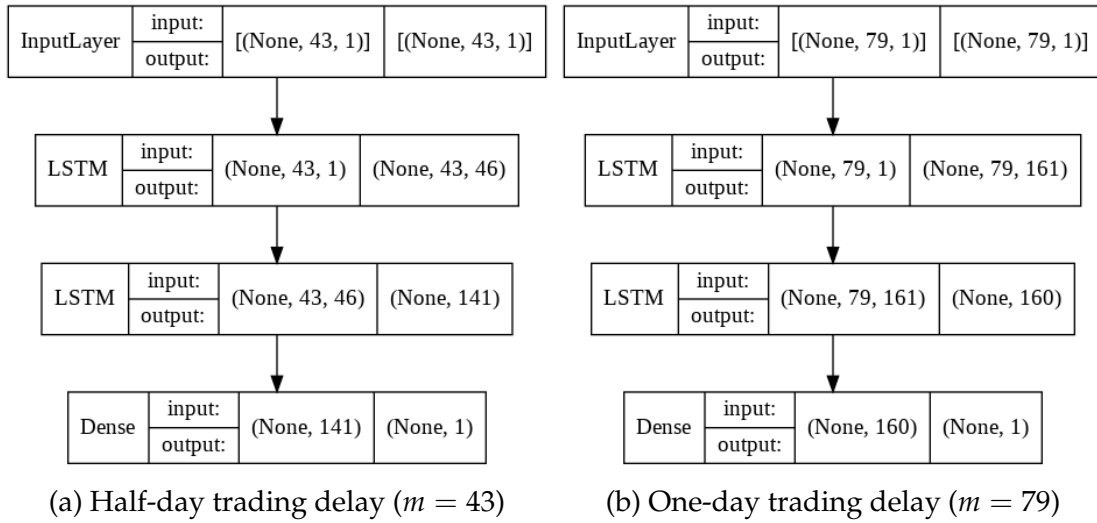 InputLayer
input:
output:
[(None, 43, 1)]
[(None, 43, 1)]
LSTM
input:
output:
(None, 43, 1)
(None, 43, 46)
LSTM
input:
output:
(None, 43, 46)
(None, 141)
Dense
input:
output:
(None, 141)
(None, 1)
(a) Half-day trading delay (m = 43)
InputLayer
input:
output:
[(None, 79, 1)]
[(None, 79, 1)]
LSTM
input:
output:
(None, 79, 1)
(None, 79, 161)
LSTM
input:
output:
(None, 79, 161)
(None, 160)
Dense
input:
output:
(None, 160)
(None, 1)
(b) One-day trading delay (m = 79)